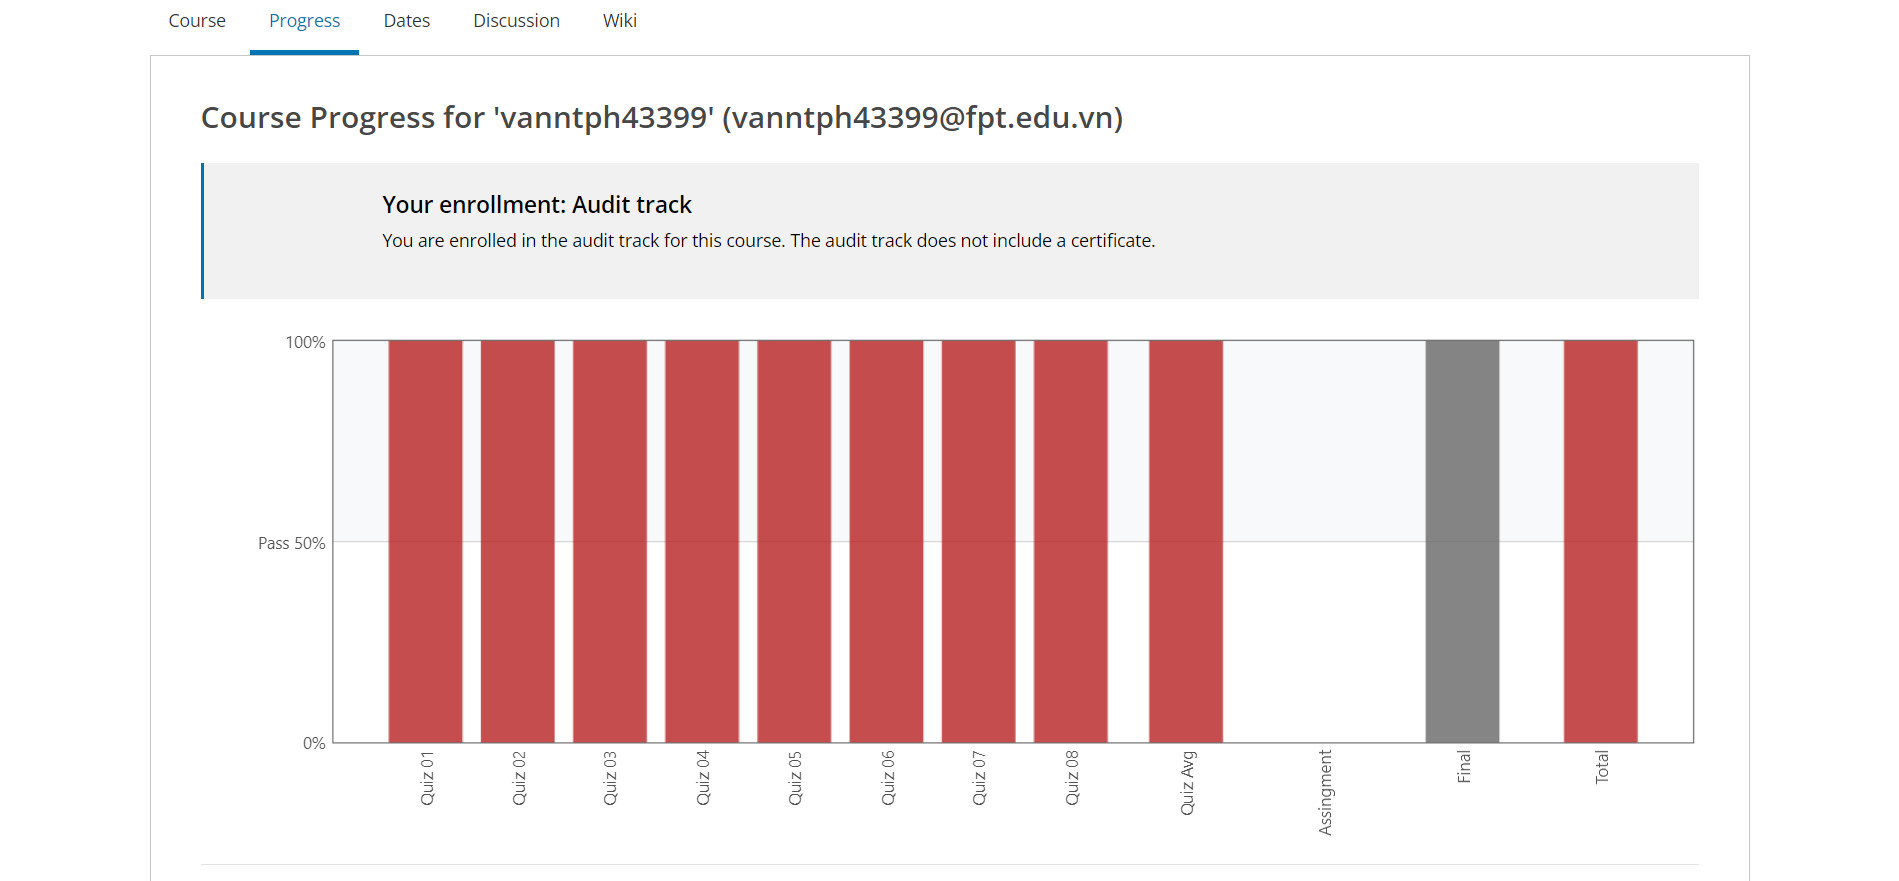 Course Progress Dates Discussion Wiki
Course Progress for 'vanntph43399' (vanntph43399@fpt.edu.vn)
Your enrollment: Audit track
You are enrolled in the audit track for this course. The audit track does not include a certificate.
100%
Pass 50%
0%
Quiz 01
Quiz 02
Quiz 03
Quiz 04
Quiz 05
Quiz 06
Quiz 07
Quiz 08
Quiz Avg
Assingment
Final
Total